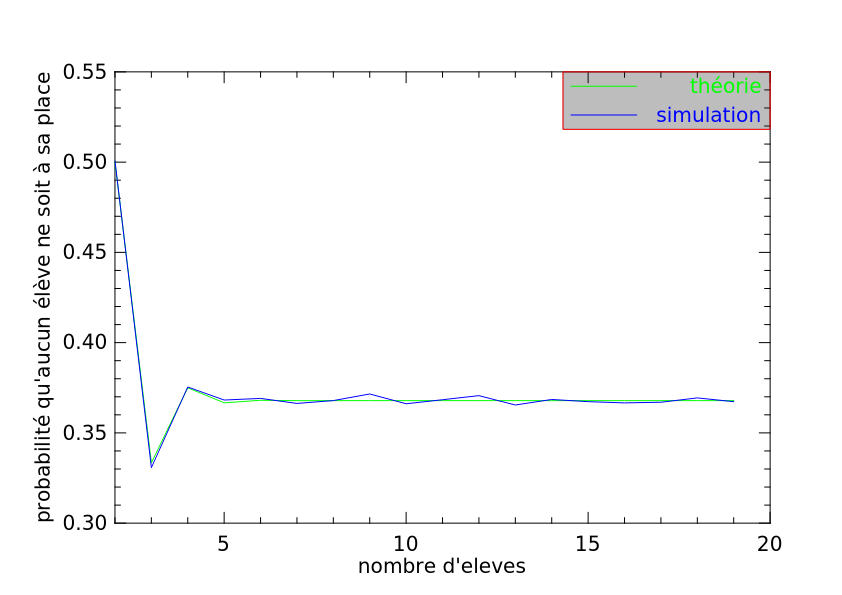 probabilité qu'aucun élève ne soit à sa place
0.55
0.50
0.45
0.40
0.35
0.30
théorie
simulation
5
10
15
20
nombre d'eleves